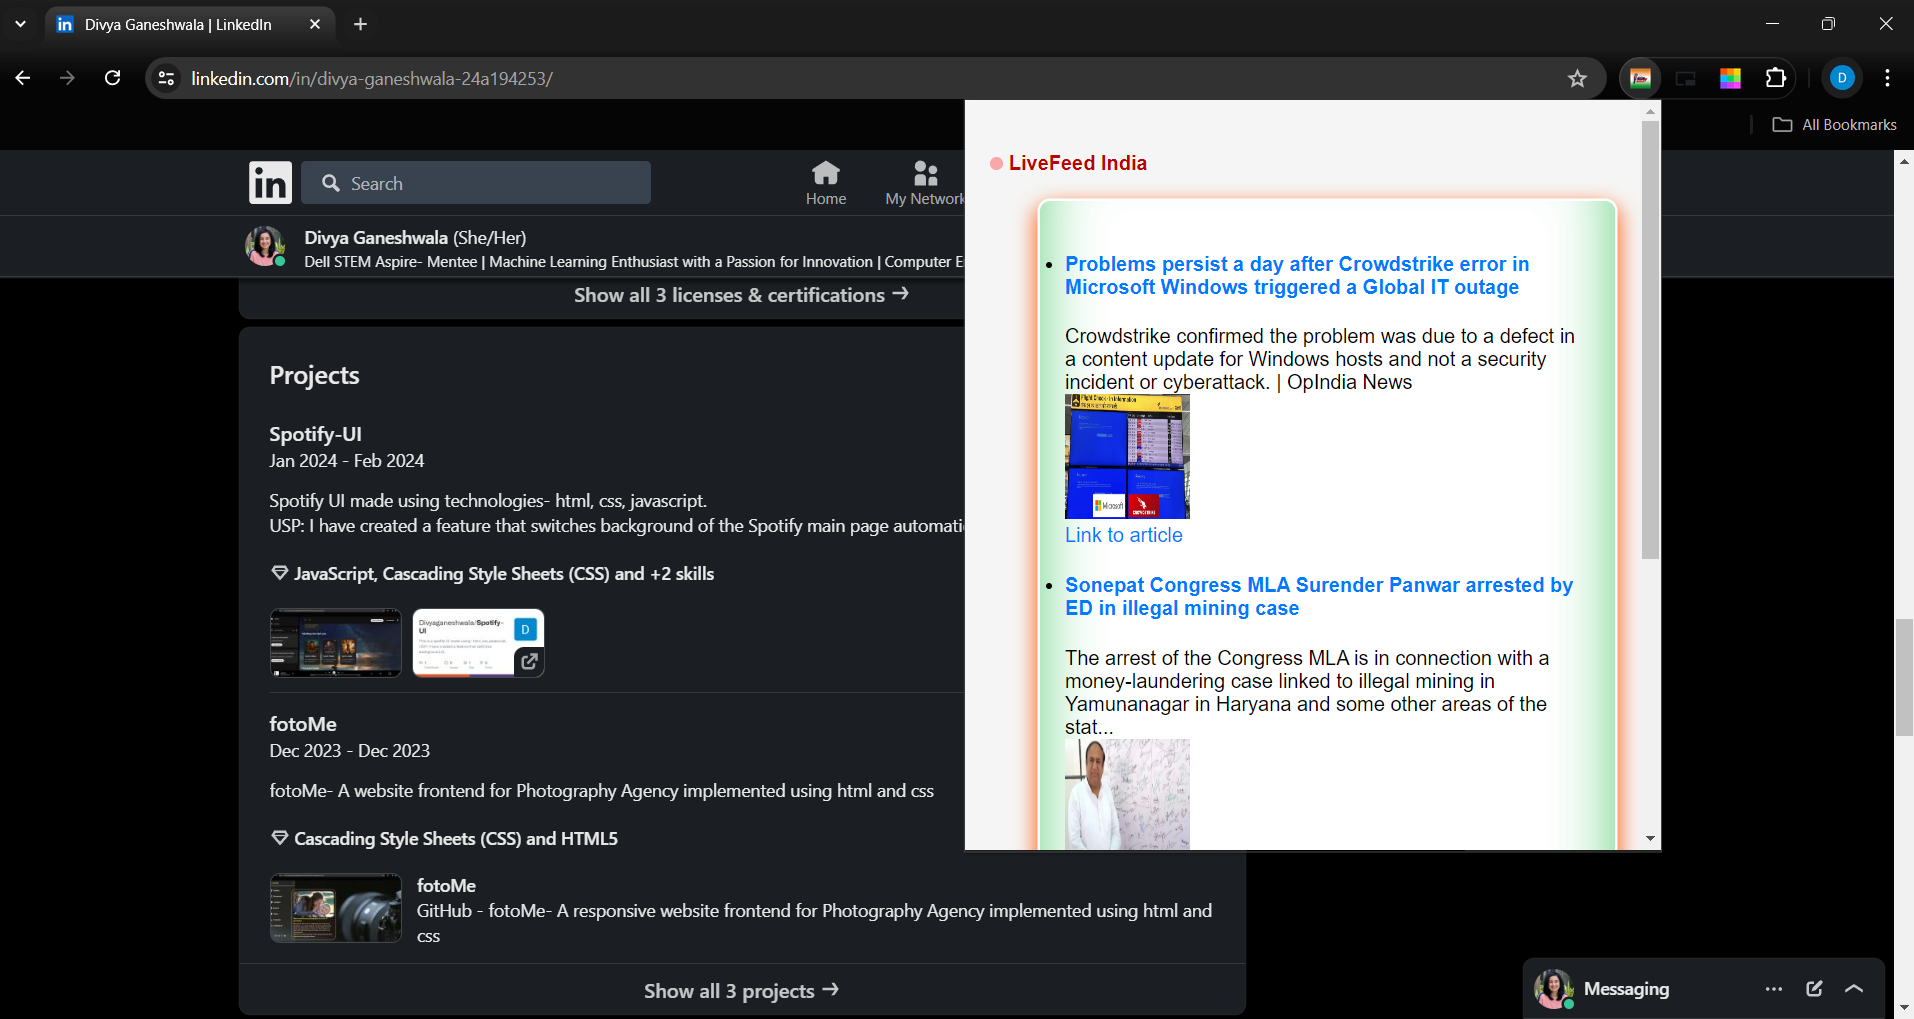 Divya Ganeshwala | LinkedIn
linkedin.com/in/divya-ganeshwala-24a194253/
D
All Bookmarks
in
Search
Home
My Network
Divya Ganeshwala (She/Her)
Dell STEM Aspire- Mentee | Machine Learning Enthusiast with a Passion for Innovation | Computer E
Show all 3 licenses & certifications →
Projects
Spotify-UI
Jan 2024 - Feb 2024
Spotify UI made using technologies- html, css, javascript.
USP: I have created a feature that switches background of the Spotify main page automati
JavaScript, Cascading Style Sheets (CSS) and +2 skills
Divyaganeshwala/Spotify-
UI
D
fotoMe
Dec 2023 - Dec 2023
fotoMe- A website frontend for Photography Agency implemented using html and css
Cascading Style Sheets (CSS) and HTML5
fotoMe
GitHub - fotoMe- A responsive website frontend for Photography Agency implemented using html and
css
Show all 3 projects →
LiveFeed India
Problems persist a day after Crowdstrike error in
Microsoft Windows triggered a Global IT outage
Crowdstrike confirmed the problem was due to a defect in
a content update for Windows hosts and not a security
incident or cyberattack. | OpIndia News
Flight Check-in Information
Microsoft
CROWDSTRIKE
Link to article
Sonepat Congress MLA Surender Panwar arrested by
ED in illegal mining case
The arrest of the Congress MLA is in connection with a
money-laundering case linked to illegal mining in
Yamunanagar in Haryana and some other areas of the
stat...
Messaging